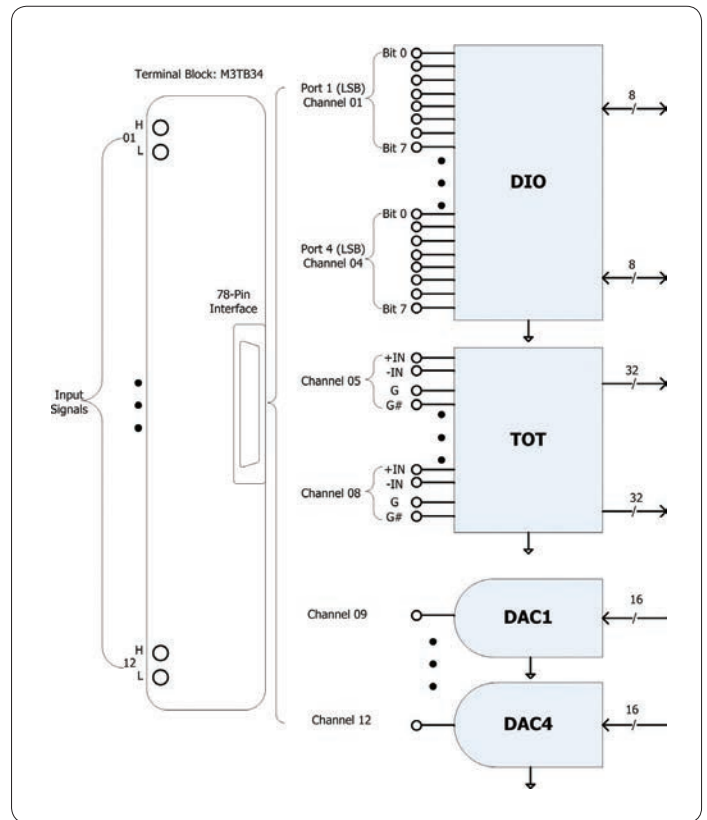 Terminal Block: M3TB34
H
01
L
78-Pin
Interface
Input
Signals
H
12
L
Bit 0
Port 1 (LSB)
Channel 01
Bit 7
Bit 0
Port 4 (LSB)
Channel 04
Bit 7
DIO
8
8
+IN
-IN
Channel 05
G
G#
+IN
-IN
Channel 08
G
G#
TOT
32
32
Channel 09
DAC1
16
Channel 12
DAC4
16